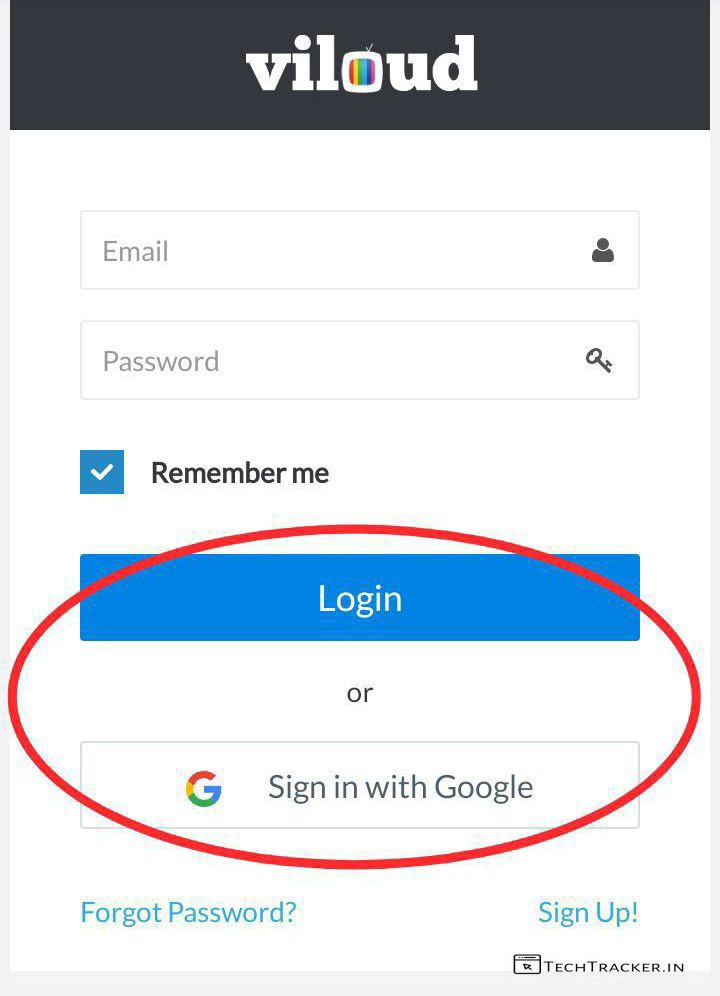 viloud
Email
Password
Remember me
Login
or
Sign in with Google
Forgot Password? Sign Up!
TECHTRACKER.IN